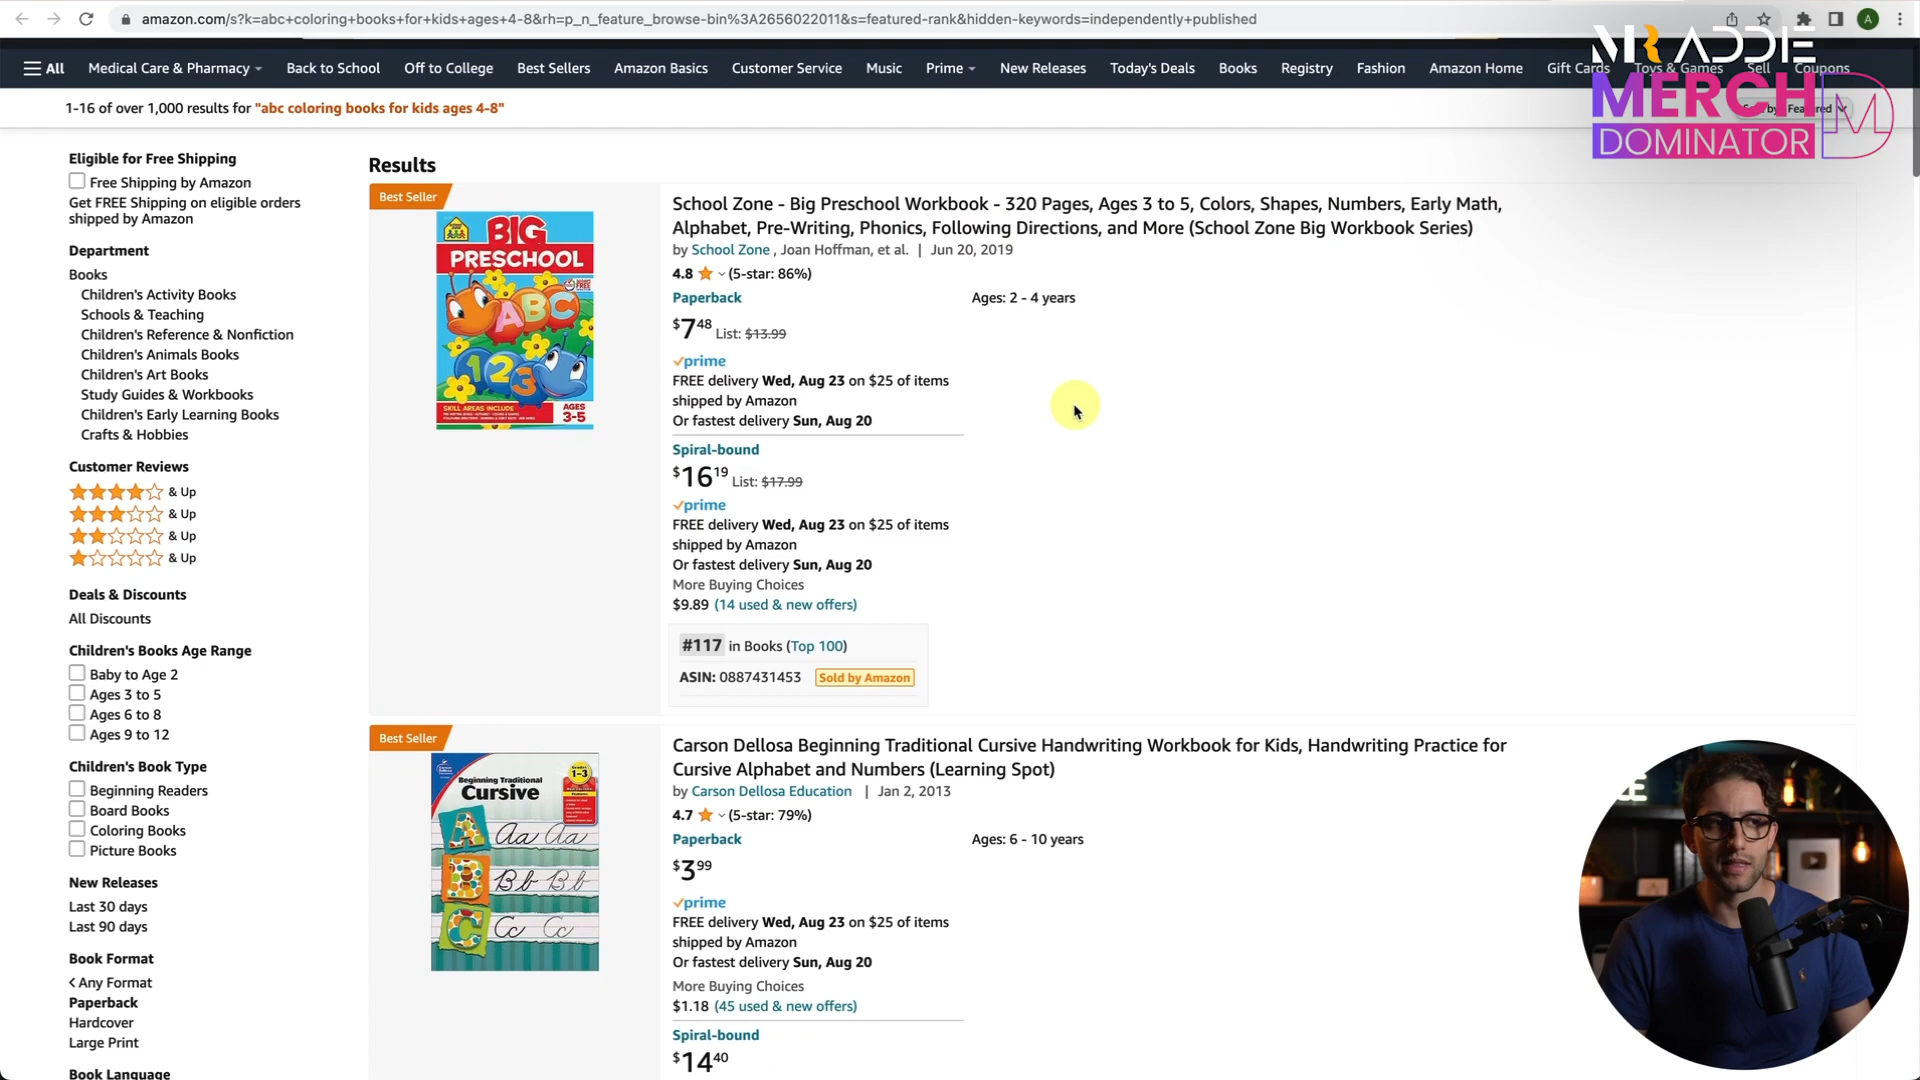 amazon.com/s?k=abc+coloring+books+for+kids+ages+4-8&rh=p_n_feature_browse-bin%3A2656022011&s=featured-rank&hidden-keywords=independently+published
A
MR ADDIE
All Medical Care & Pharmacy Back to School Off to College Best Sellers Amazon Basics Customer Service Music Prime New Releases Today's Deals Books Registry Fashion Amazon Home Gift Cards Toys & Games Sell Coupons
MERCH
DOMINATOR
1-16 of over 1,000 results for "abc coloring books for kids ages 4-8"
Sort by: Featured
Eligible for Free Shipping
Free Shipping by Amazon
Get FREE Shipping on eligible orders
shipped by Amazon
Department
Books
Children's Activity Books
Schools & Teaching
Children's Reference & Nonfiction
Children's Animals Books
Children's Art Books
Study Guides & Workbooks
Children's Early Learning Books
Crafts & Hobbies
Customer Reviews
& Up
& Up
& Up
& Up
Deals & Discounts
All Discounts
Children's Books Age Range
Baby to Age 2
Ages 3 to 5
Ages 6 to 8
Ages 9 to 12
Children's Book Type
Beginning Readers
Board Books
Coloring Books
Picture Books
New Releases
Last 30 days
Last 90 days
Book Format
Any Format
Paperback
Hardcover
Large Print
Book Language
Results
Best Seller
BIG
PRESCHOOL
ABC
123
SKILL AREAS INCLUDE
AGES
3-5
School Zone - Big Preschool Workbook - 320 Pages, Ages 3 to 5, Colors, Shapes, Numbers, Early Math,
Alphabet, Pre-Writing, Phonics, Following Directions, and More (School Zone Big Workbook Series)
by School Zone , Joan Hoffman, et al. | Jun 20, 2019
4.8 (5-star: 86%)
Paperback Ages: 2 - 4 years
$7.48 List: $13.99
prime
FREE delivery Wed, Aug 23 on $25 of items
shipped by Amazon
Or fastest delivery Sun, Aug 20
Spiral-bound
$16.19 List: $17.99
prime
FREE delivery Wed, Aug 23 on $25 of items
shipped by Amazon
Or fastest delivery Sun, Aug 20
More Buying Choices
$9.89 (14 used & new offers)
#117 in Books (Top 100)
ASIN: 0887431453 Sold by Amazon
Best Seller
Beginning Traditional
Cursive
Grades
1-3
A Aa Aa
B Bb Bb
C Cc Cc
Carson Dellosa Beginning Traditional Cursive Handwriting Workbook for Kids, Handwriting Practice for
Cursive Alphabet and Numbers (Learning Spot)
by Carson Dellosa Education | Jan 2, 2013
4.7 (5-star: 79%)
Paperback Ages: 6 - 10 years
$3.99
prime
FREE delivery Wed, Aug 23 on $25 of items
shipped by Amazon
Or fastest delivery Sun, Aug 20
More Buying Choices
$1.18 (45 used & new offers)
Spiral-bound
$14.40